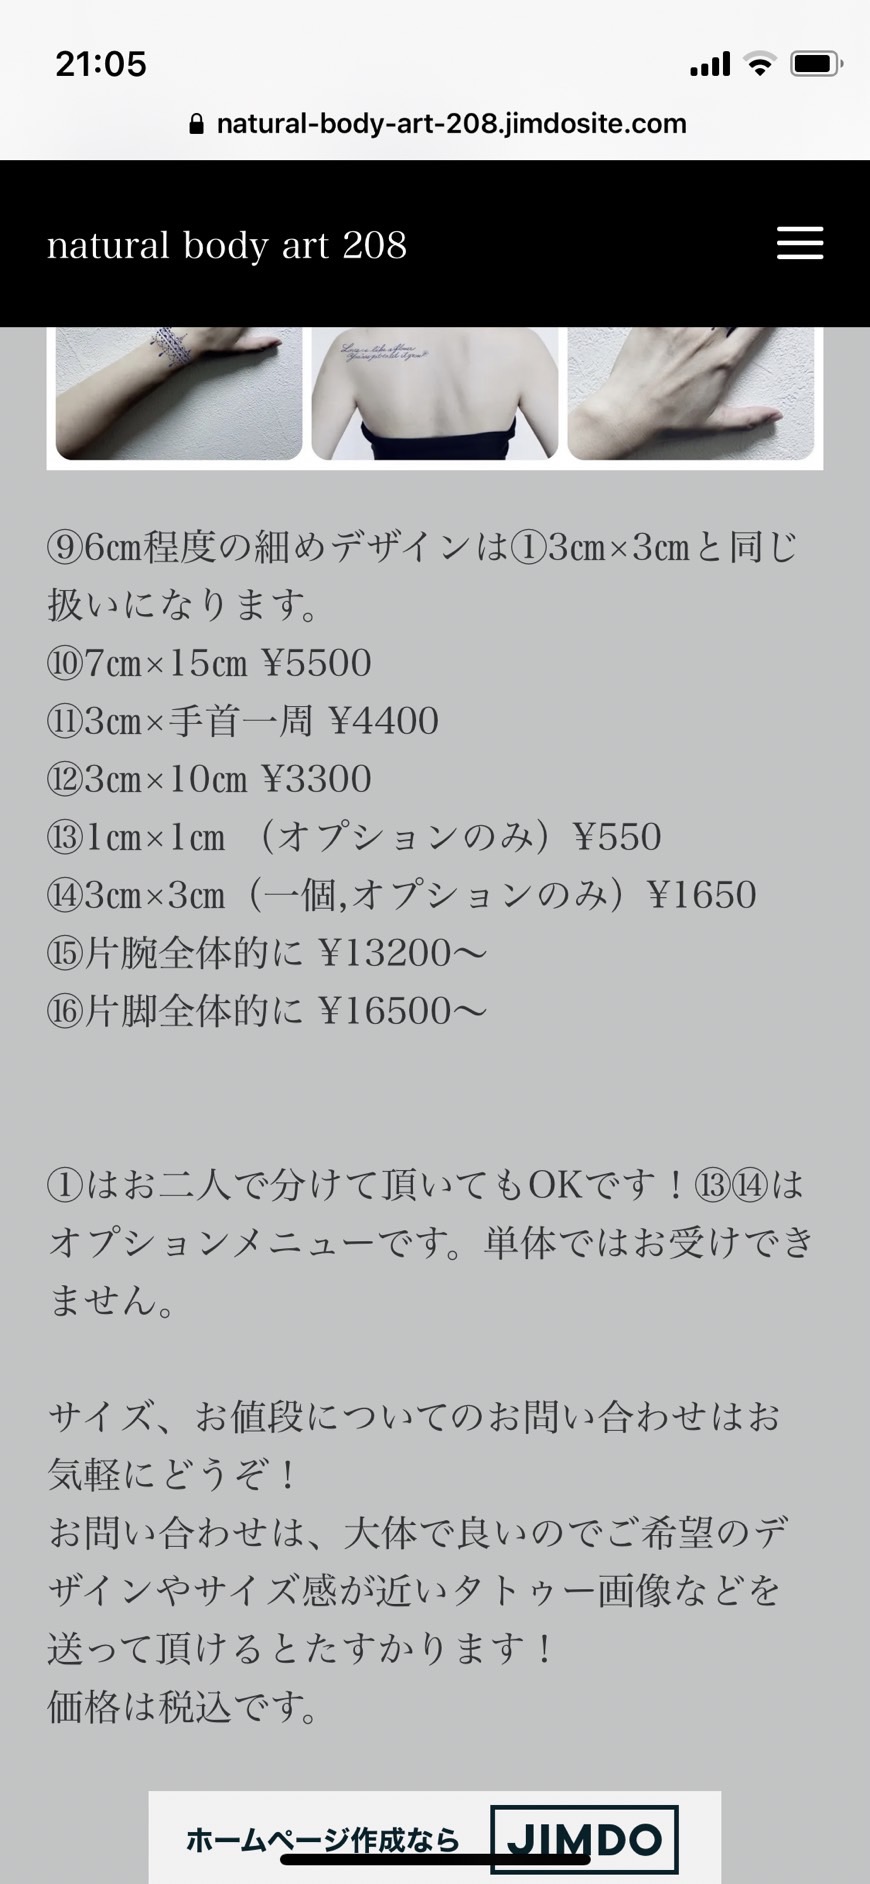 21:05
natural-body-art-208.jimdosite.com
natural body art 208
⑨6㎝程度の細めデザインは①3㎝×3㎝と同じ
扱いになります。
⑩7㎝×15㎝ ¥5500
⑪3㎝×手首一周 ¥4400
⑫3㎝×10㎝ ¥3300
⑬1㎝×1㎝ （オプションのみ）¥550
⑭3㎝×3㎝（一個,オプションのみ）¥1650
⑮片腕全体的に ¥13200〜
⑯片脚全体的に ¥16500〜
①はお二人で分けて頂いてもOKです！⑬⑭は
オプションメニューです。単体ではお受けでき
ません。
サイズ、お値段についてのお問い合わせはお
気軽にどうぞ！
お問い合わせは、大体で良いのでご希望のデ
ザインやサイズ感が近いタトゥー画像などを
送って頂けるとたすかります！
価格は税込です。
ホームページ作成なら JIMDO